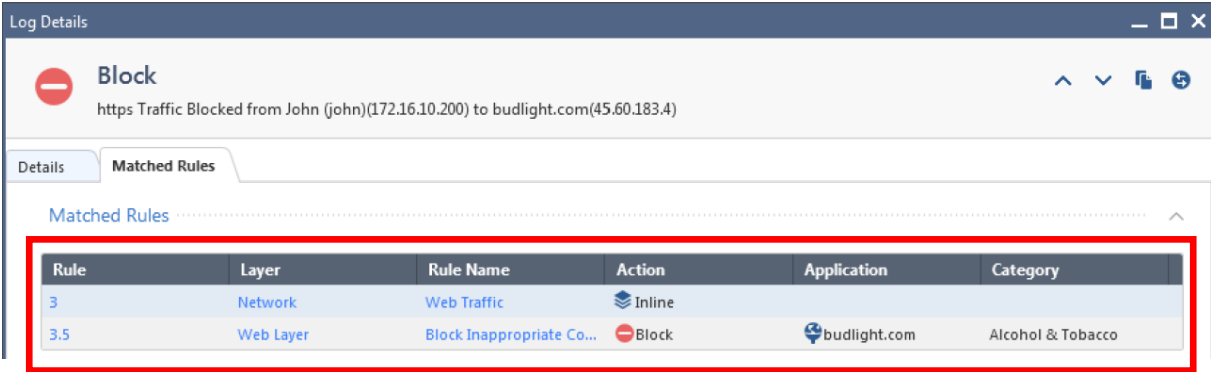 Log Details
Block
https Traffic Blocked from John (john)(172.16.10.200) to budlight.com(45.60.183.4)
Details Matched Rules
Matched Rules
Rule Layer Rule Name Action Application Category
3 Network Web Traffic Inline
3.5 Web Layer Block Inappropriate Co... Block budlight.com Alcohol & Tobacco